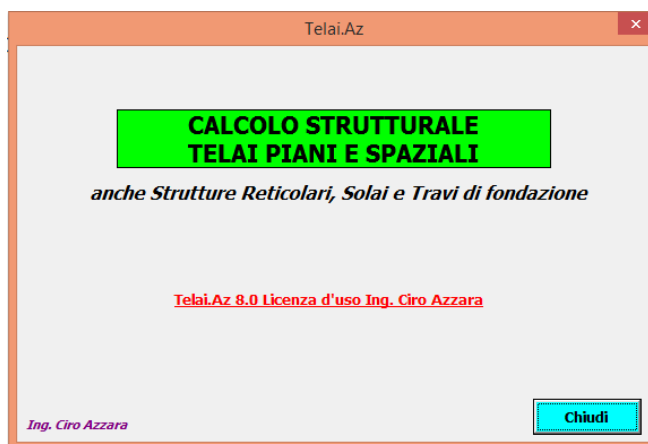 Telai.Az
x
CALCOLO STRUTTURALE
TELAI PIANI E SPAZIALI
anche Strutture Reticolari, Solai e Travi di fondazione
Telai.Az 8.0 Licenza d'uso Ing. Ciro Azzara
Ing. Ciro Azzara
Chiudi